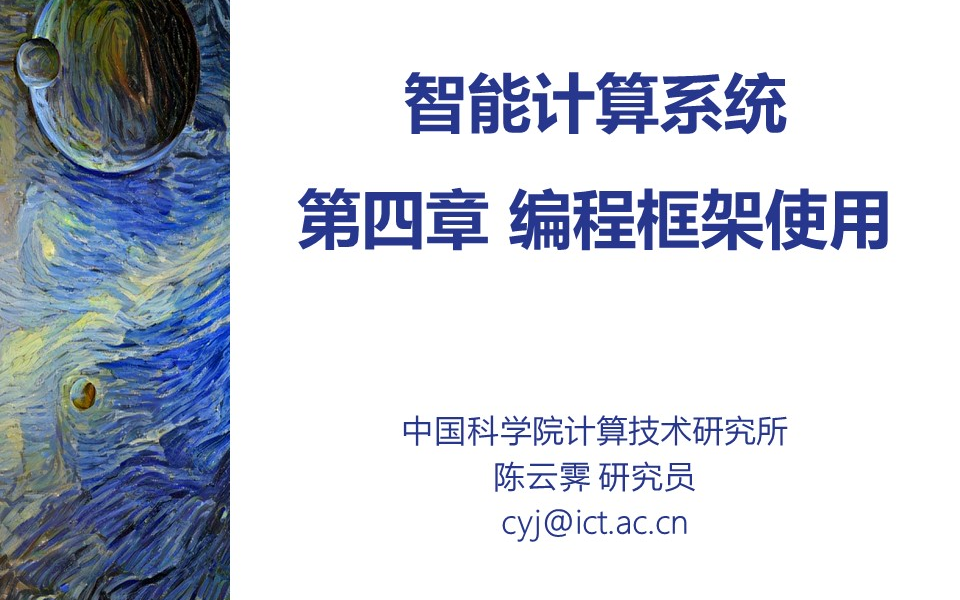 智能计算系统
第四章 编程框架使用
中国科学院计算技术研究所
陈云霁 研究员
cyj@ict.ac.cn